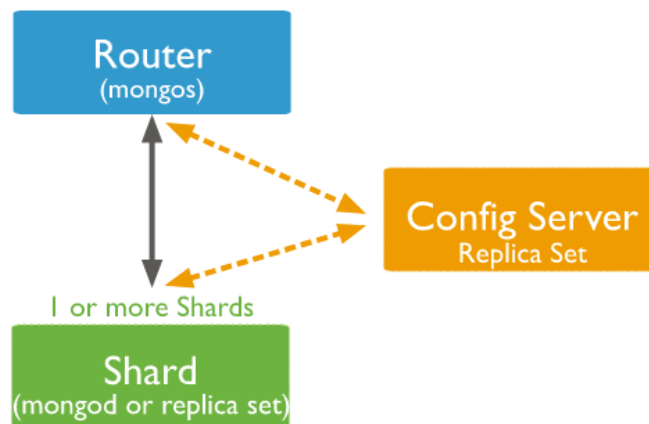 Router
(mongos)
Config Server
Replica Set
1 or more Shards
Shard
(mongod or replica set)